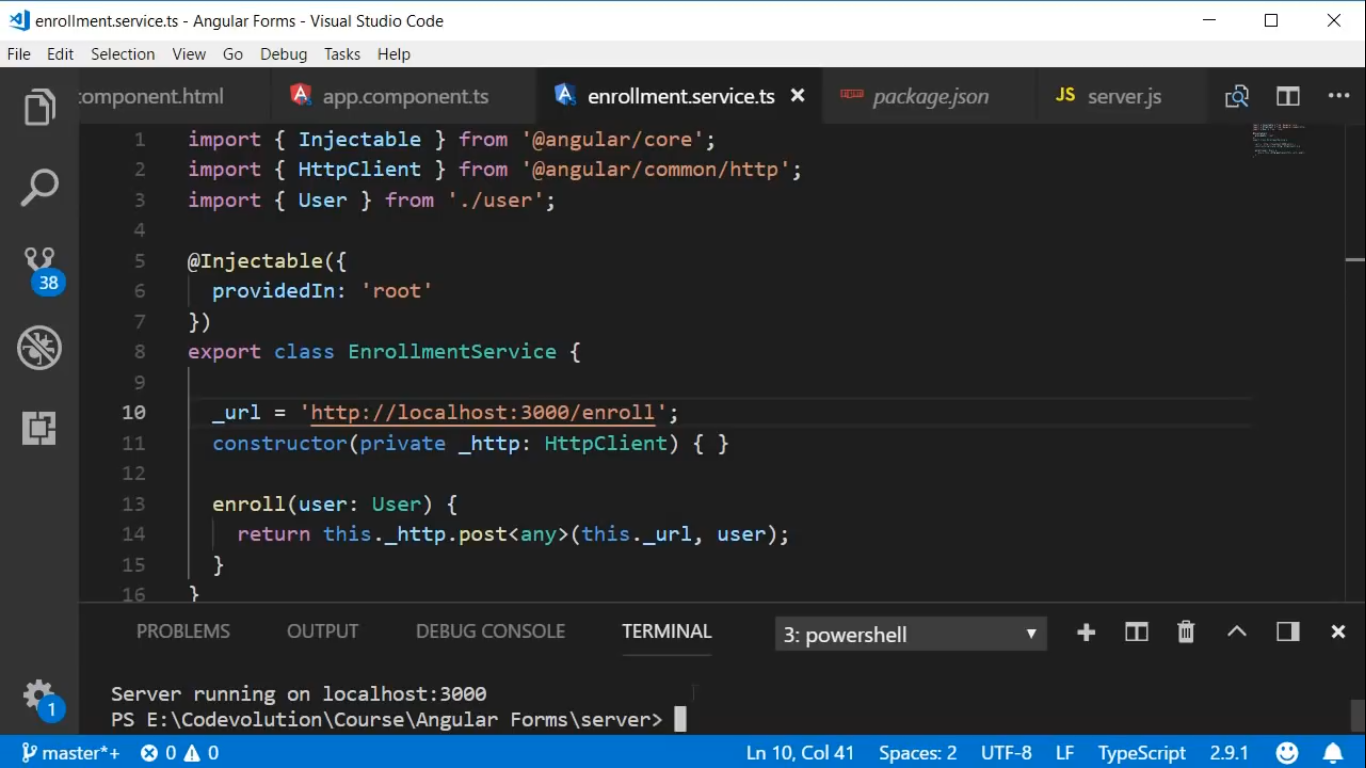 enrollment.service.ts - Angular Forms - Visual Studio Code
File Edit Selection View Go Debug Tasks Help
component.html app.component.ts enrollment.service.ts package.json JS server.js
1 import { Injectable } from '@angular/core';
2 import { HttpClient } from '@angular/common/http';
3 import { User } from './user';
4
5 @Injectable({
6 providedIn: 'root'
7 })
8 export class EnrollmentService {
9
10 _url = 'http://localhost:3000/enroll';
11 constructor(private _http: HttpClient) { }
12
13 enroll(user: User) {
14 return this._http.post<any>(this._url, user);
15 }
16 }
38
1
PROBLEMS OUTPUT DEBUG CONSOLE TERMINAL 3: powershell
Server running on localhost:3000
PS E:\Codevolution\Course\Angular Forms\server>
master*+ 0 0 Ln 10, Col 41 Spaces: 2 UTF-8 LF TypeScript 2.9.1